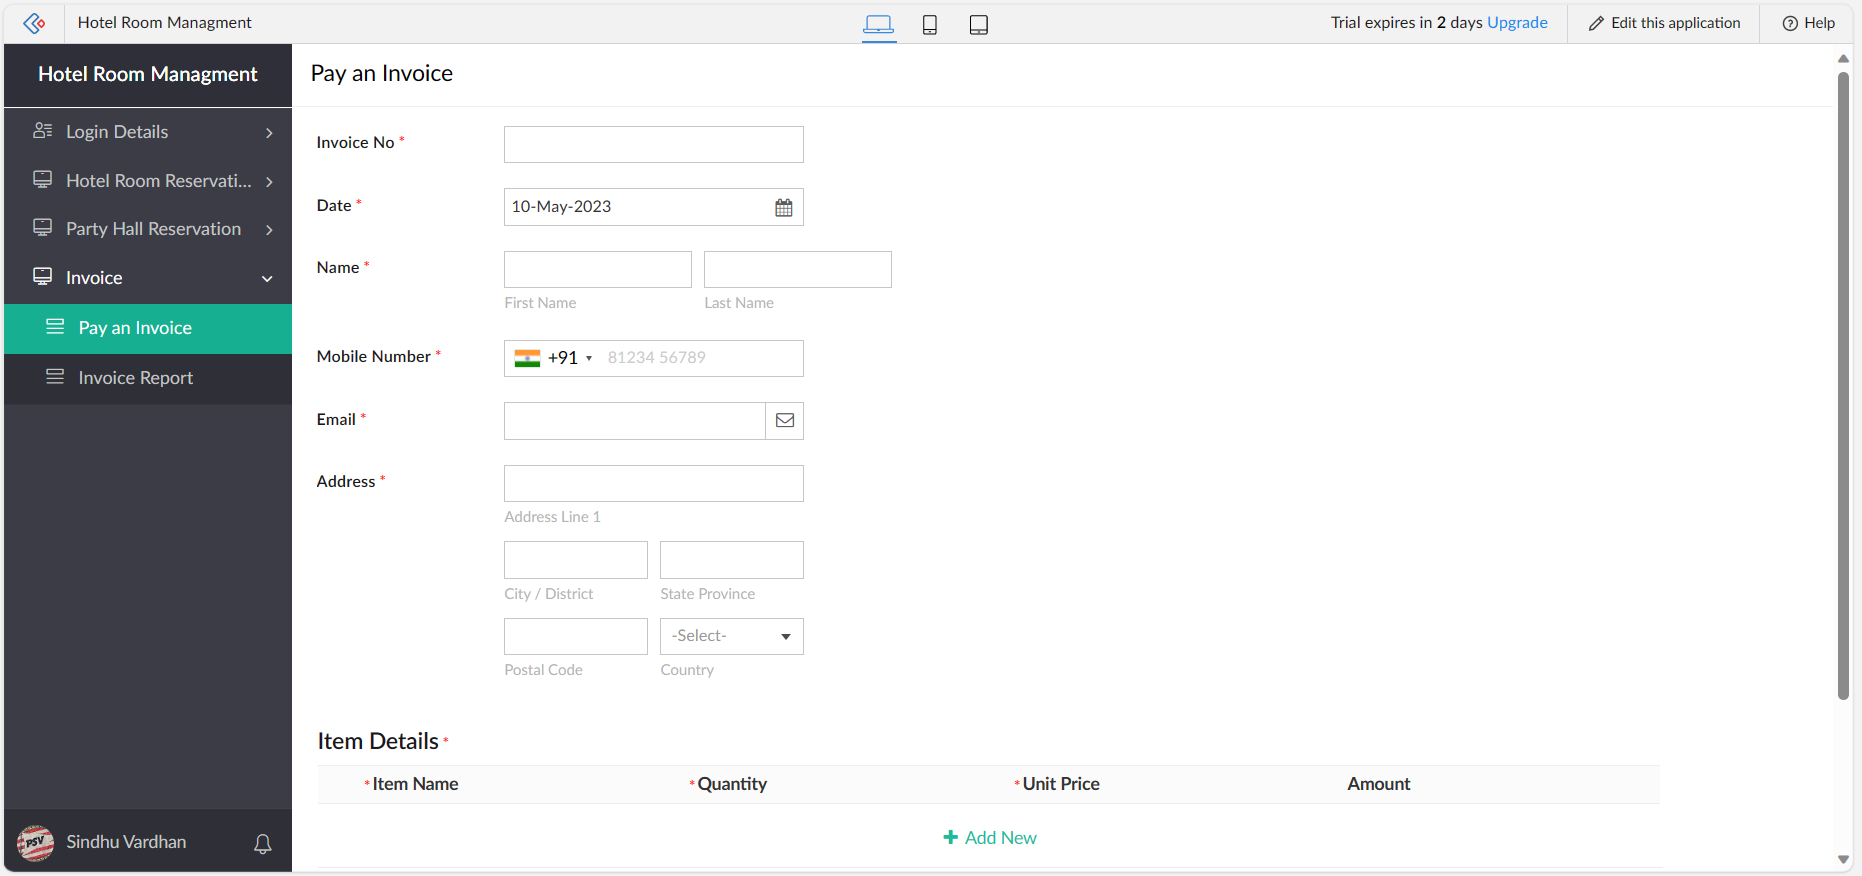 Hotel Room Managment
Trial expires in 2 days Upgrade
Edit this application
Help
Hotel Room Managment
Login Details
Hotel Room Reservati...
Party Hall Reservation
Invoice
Pay an Invoice
Invoice Report
PSV
Sindhu Vardhan
Pay an Invoice
Invoice No *
Date *
10-May-2023
Name *
First Name
Last Name
Mobile Number *
+91
81234 56789
Email *
Address *
Address Line 1
City / District
State Province
-Select-
Postal Code
Country
Item Details *
* Item Name
* Quantity
* Unit Price
Amount
+ Add New